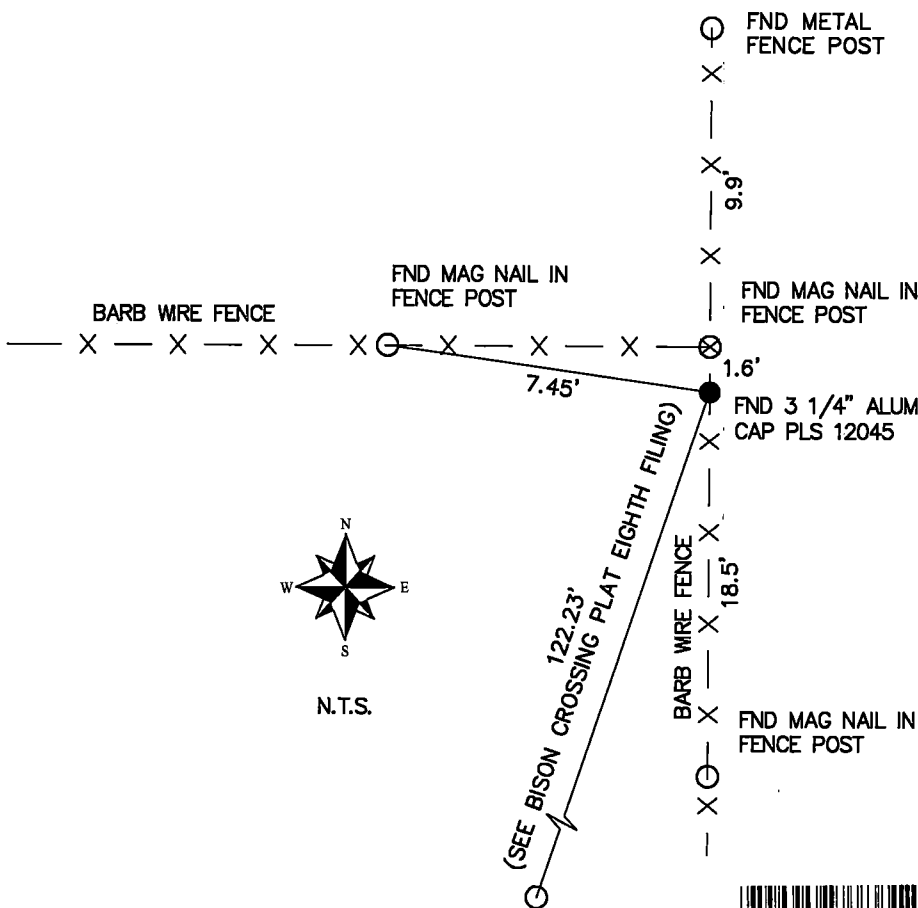 FND METAL
FENCE POST
9.9'
FND MAG NAIL IN
FENCE POST
FND MAG NAIL IN
FENCE POST
BARB WIRE FENCE
1.6'
7.45'
FND 3 1/4" ALUM
CAP PLS 12045
122.23'
(SEE BISON CROSSING PLAT EIGHTH FILING)
BARB WIRE FENCE
18.5'
N
W
E
S
N.T.S.
FND MAG NAIL IN
FENCE POST